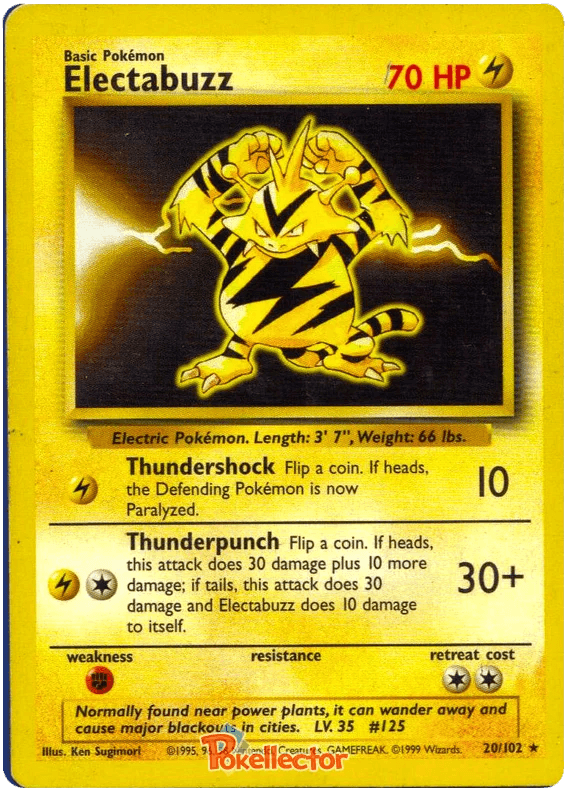 Basic Pokémon
Electabuzz
70 HP
Electric Pokémon. Length: 3' 7", Weight: 66 lbs.
Thundershock Flip a coin. If heads,
the Defending Pokémon is now
Paralyzed.
10
Thunderpunch Flip a coin. If heads,
this attack does 30 damage plus 10 more
damage; if tails, this attack does 30
damage and Electabuzz does 10 damage
to itself.
30+
weakness
resistance
retreat cost
Normally found near power plants, it can wander away and
cause major blackouts in cities. LV. 35 #125
Illus. Ken Sugimori
©1995, Creatures, GAMEFREAK. ©1999 Wizards.
20/102 ★
Pokellector